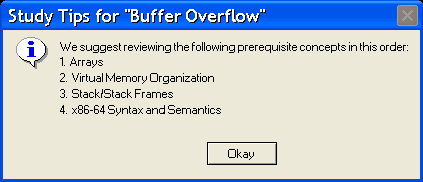 Study Tips for "Buffer Overflow"
We suggest reviewing the following prerequisite concepts in this order:
1. Arrays
2. Virtual Memory Organization
3. Stack/Stack Frames
4. x86-64 Syntax and Semantics
Okay